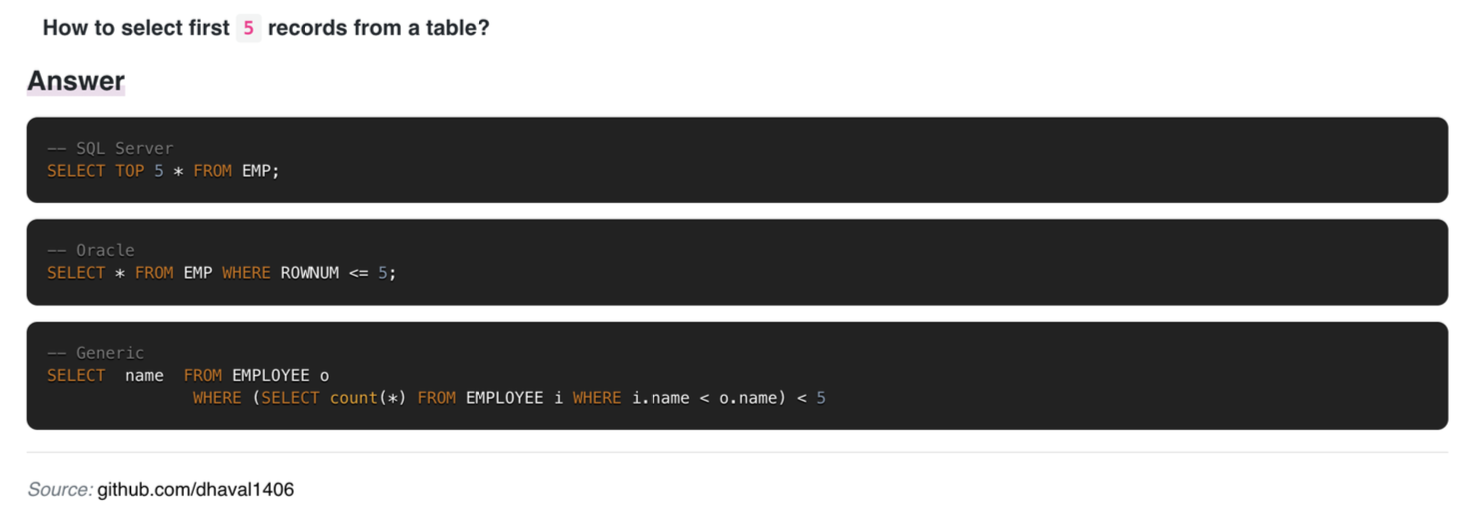 How to select first 5 records from a table?
Answer
-- SQL Server
SELECT TOP 5 * FROM EMP;
-- Oracle
SELECT * FROM EMP WHERE ROWNUM <= 5;
-- Generic
SELECT  name  FROM EMPLOYEE o
WHERE (SELECT count(*) FROM EMPLOYEE i WHERE i.name < o.name) < 5
Source: github.com/dhaval1406